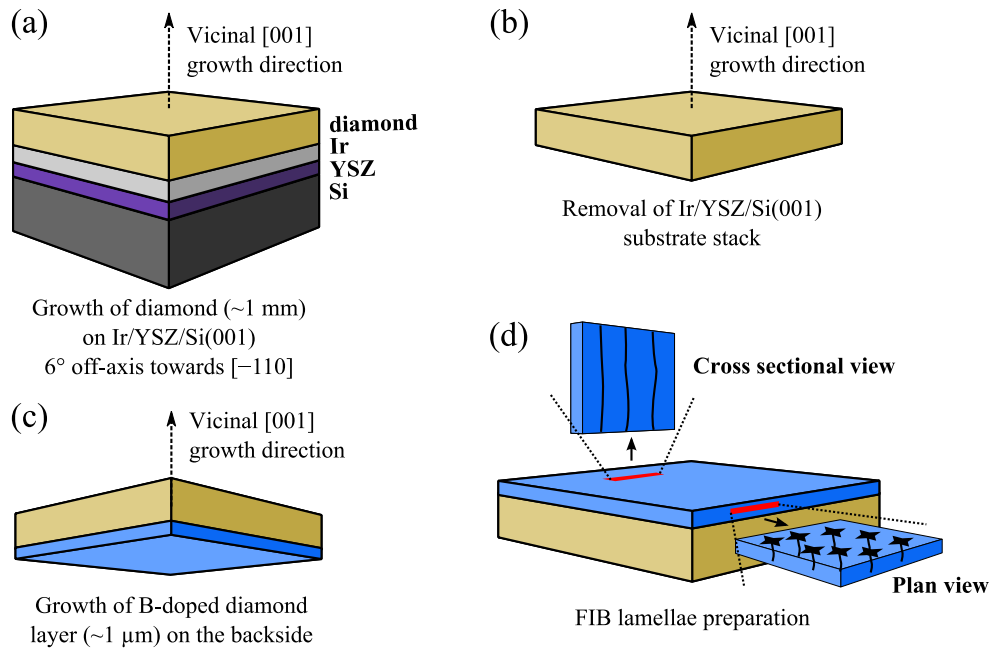 (a)
Vicinal [001]
growth direction
diamond
Ir
YSZ
Si
Growth of diamond (~1 mm)
on Ir/YSZ/Si(001)
6° off-axis towards [−110]
(b)
Vicinal [001]
growth direction
Removal of Ir/YSZ/Si(001)
substrate stack
(c)
Vicinal [001]
growth direction
Growth of B-doped diamond
layer (~1 µm) on the backside
(d)
Cross sectional view
Plan view
FIB lamellae preparation